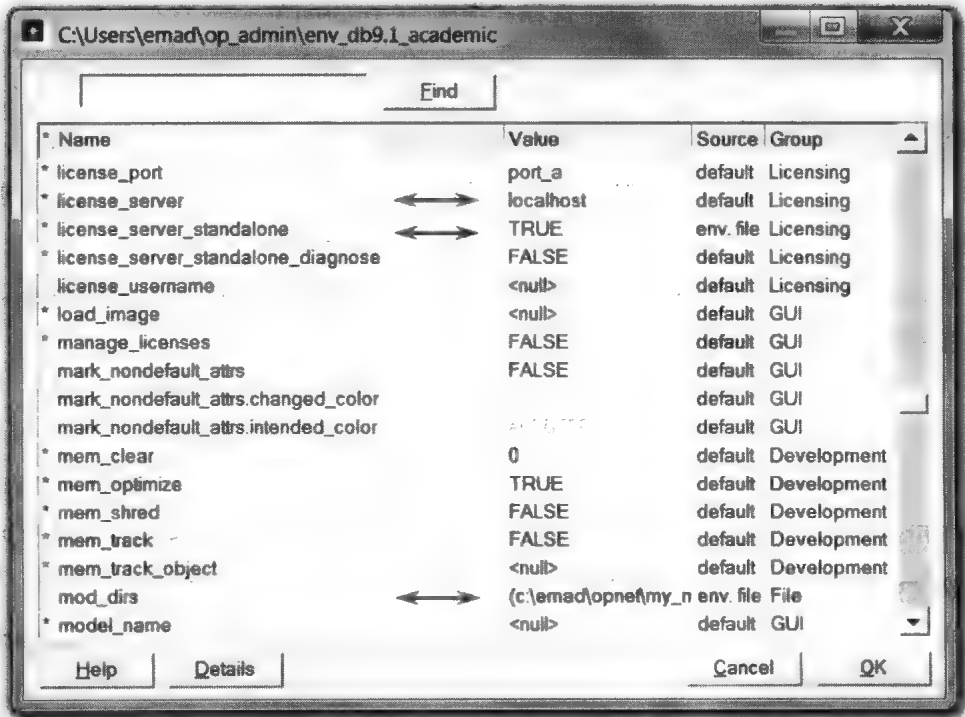 C:\Users\emad\op_admin\env_db9.1_academic
Find
* Name Value Source Group
* license_port port_a default Licensing
* license_server localhost default Licensing
* license_server_standalone TRUE env. file Licensing
* license_server_standalone_diagnose FALSE default Licensing
license_username <null> default Licensing
* load_image <null> default GUI
* manage_licenses FALSE default GUI
mark_nondefault_attrs FALSE default GUI
mark_nondefault_attrs.changed_color default GUI
mark_nondefault_attrs.intended_color default GUI
* mem_clear 0 default Development
* mem_optimize TRUE default Development
* mem_shred FALSE default Development
* mem_track FALSE default Development
* mem_track_object <null> default Development
mod_dirs (c:\emad\opnet\my_n env. file File
* model_name <null> default GUI
Help Details Cancel OK